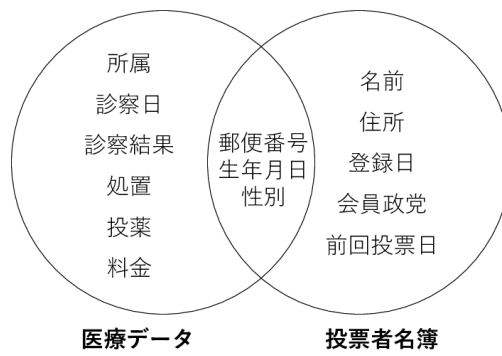 所属
診察日
診察結果
処置
投薬
料金
郵便番号
生年月日
性別
名前
住所
登録日
会員政党
前回投票日
医療データ
投票者名簿